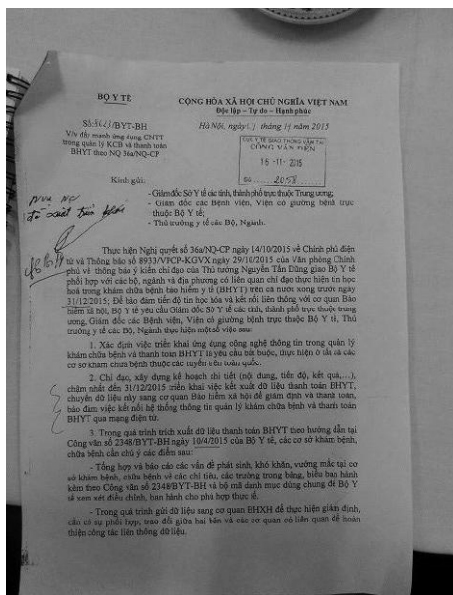 BỘ Y TẾ
CỘNG HÒA XÃ HỘI CHỦ NGHĨA VIỆT NAM
Độc lập - Tự do - Hạnh phúc
/BYT-BH
Hà Nội, ngày tháng 11 năm 2015
V/v đẩy mạnh ứng dụng CNTT
trong quản lý KCB và thanh toán
BHYT theo NQ 36a/NQ-CP
CỤC Y TẾ GIAO THÔNG VẬN TẢI
CÔNG VĂN ĐẾN
16 -11- 2015
SỐ 2058
Kính gửi:
- Giám đốc Sở Y tế các tỉnh, thành phố trực thuộc Trung ương;
- Giám đốc các Bệnh viện, Viện có giường bệnh trực
thuộc Bộ Y tế;
- Thủ trưởng y tế các Bộ, Ngành.
đề xuất
Thực hiện Nghị quyết số 36a/NQ-CP ngày 14/10/2015 về Chính phủ điện
tử và Thông báo số 8933/VPCP-KGVX ngày 29/10/2015 của Văn phòng Chính
phủ về thông báo ý kiến chỉ đạo của Thủ tướng Nguyễn Tấn Dũng giao Bộ Y tế
phối hợp với các bộ, ngành và địa phương có liên quan chỉ đạo thực hiện tin học
hoá trong khám chữa bệnh bảo hiểm y tế (BHYT) trên cả nước xong trước ngày
31/12/2015; Để bảo đảm tiến độ tin học hóa và kết nối liên thông với cơ quan Bảo
hiểm xã hội, Bộ Y tế yêu cầu Giám đốc Sở Y tế các tỉnh, thành phố trực thuộc trung
ương, Giám đốc các Bệnh viện, Viện có giường bệnh trực thuộc Bộ Y tế, Thủ
trưởng y tế các Bộ, Ngành thực hiện một số việc sau:
1. Xác định việc triển khai ứng dụng công nghệ thông tin trong quản lý
khám chữa bệnh và thanh toán BHYT là yêu cầu bắt buộc, thực hiện ở tất cả các
cơ sở khám chữa bệnh thuộc các tuyến trên toàn quốc.
2. Chỉ đạo, xây dựng kế hoạch chi tiết (nội dung, tiến độ, kết quả,...),
chậm nhất đến 31/12/2015 triển khai việc kết xuất dữ liệu thanh toán BHYT,
chuyển dữ liệu này sang cơ quan Bảo hiểm xã hội để giám định và thanh toán,
bảo đảm việc kết nối hệ thống thông tin quản lý khám chữa bệnh và thanh toán
BHYT qua mạng điện tử.
3. Trong quá trình trích xuất dữ liệu thanh toán BHYT theo hướng dẫn tại
Công văn số 2348/BYT-BH ngày 10/4/2015 của Bộ Y tế, các cơ sở khám,
chữa bệnh cần chú ý các điểm sau:
- Tổng hợp và báo cáo các vấn đề phát sinh, khó khăn, vướng mắc tại cơ
sở khám, chữa bệnh về các chỉ tiêu, các trường trong bảng, biểu ban hành
kèm theo Công văn số 2348/BYT-BH và bộ mã danh mục dùng chung để Bộ Y
tế xem xét điều chỉnh, ban hành cho phù hợp thực tế.
- Trong quá trình gửi dữ liệu sang cơ quan BHXH để thực hiện giám định,
cần có sự phối hợp, trao đổi giữa hai bên và các cơ quan có liên quan để hoàn
thiện công tác liên thông dữ liệu.